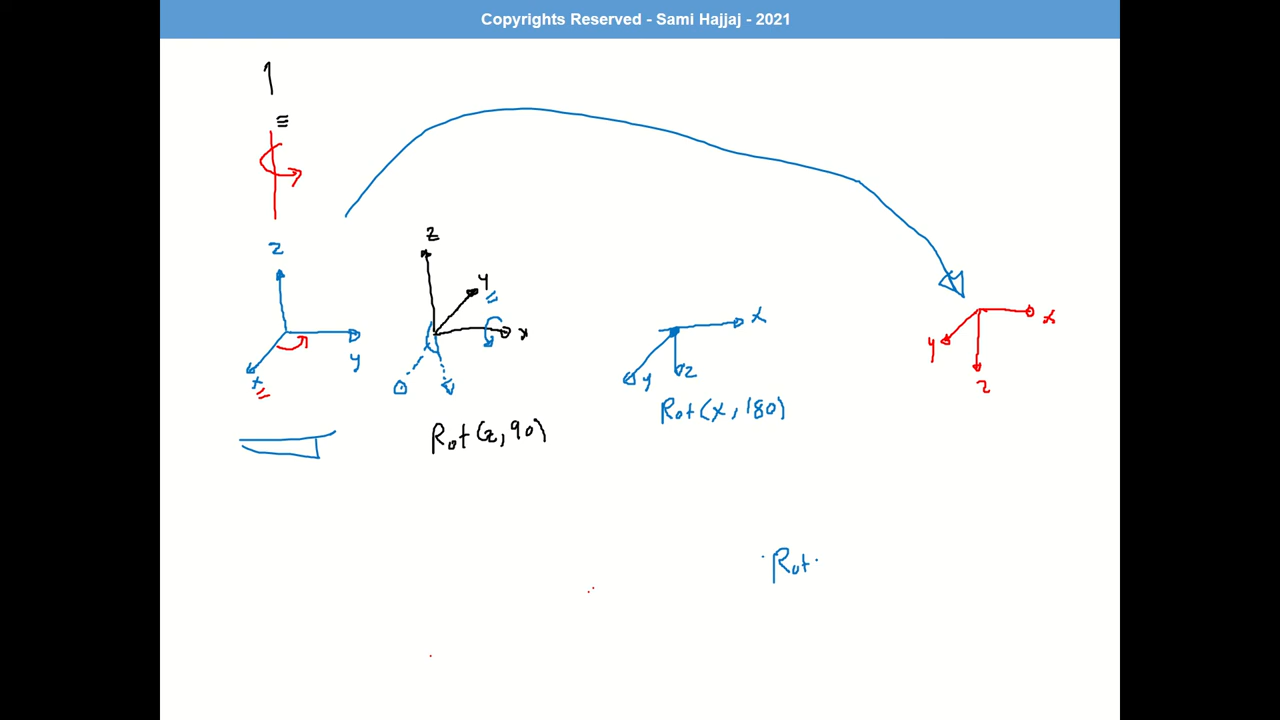 Copyrights Reserved - Sami Hajjaj - 2021
1
z
y
x
z
y
x
Rot(z,90)
x
y
z
Rot(x,180)
x
y
z
Rot